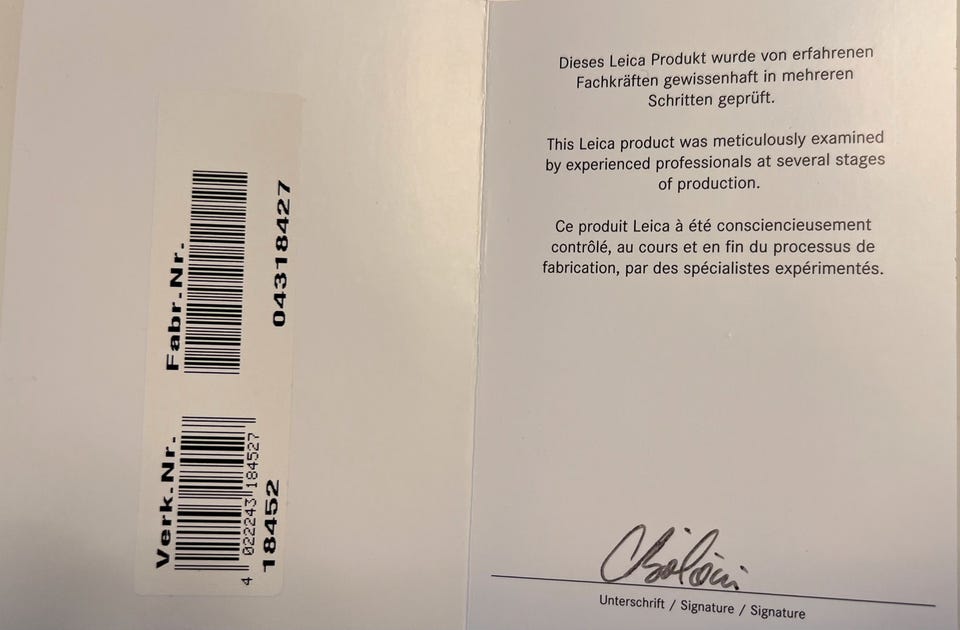 Fabr.Nr.
04318427
Verk.Nr.
4 022243 184527
18452
Dieses Leica Produkt wurde von erfahrenen
Fachkräften gewissenhaft in mehreren
Schritten geprüft.
This Leica product was meticulously examined
by experienced professionals at several stages
of production.
Ce produit Leica à été consciencieusement
contrôlé, au cours et en fin du processus de
fabrication, par des spécialistes expérimentés.
Unterschrift / Signature / Signature